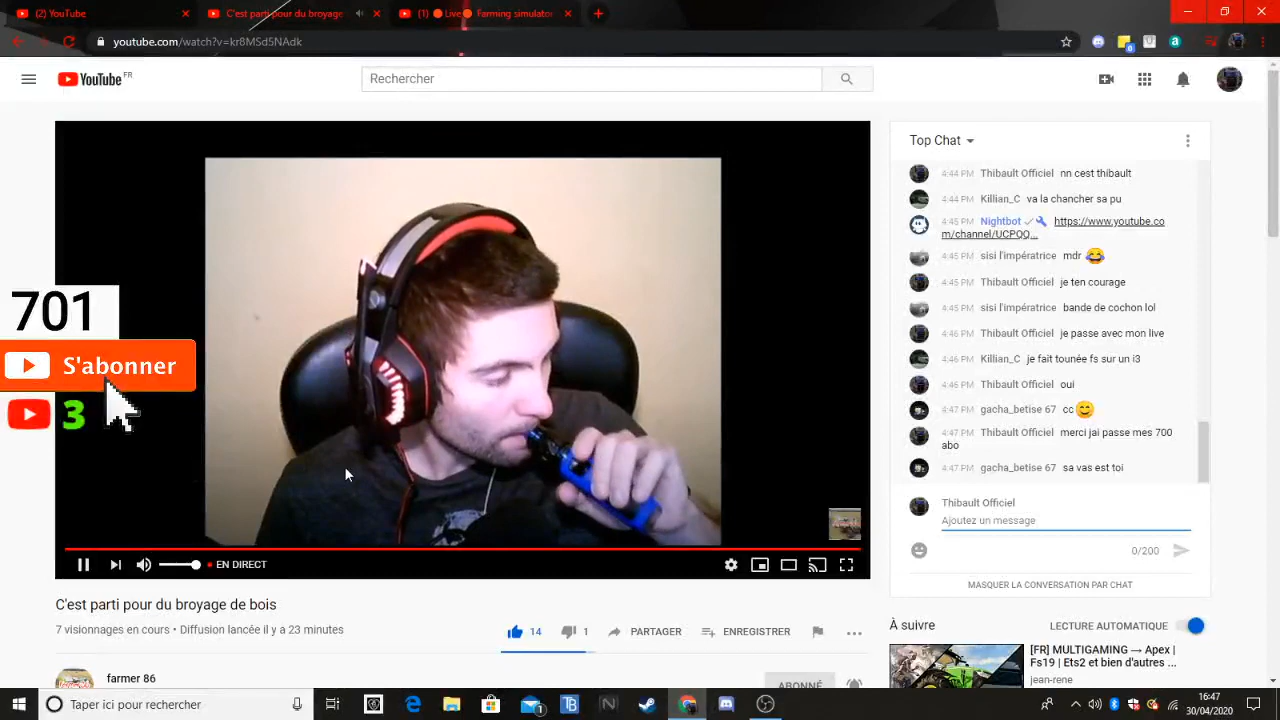 (2) YouTube
C'est parti pour du broyage
(1) 🔴Live🔴 Farming simulator
youtube.com/watch?v=kr8MSd5NAdk
YouTube FR
Rechercher
Top Chat
4:44 PM Thibault Officiel nn cest thibault
4:44 PM Killian_C va la chancher sa pu
4:45 PM Nightbot https://www.youtube.co
m/channel/UCPQQ...
4:45 PM sisi l'impératrice mdr 😂
4:45 PM Thibault Officiel je ten courage
4:45 PM sisi l'impératrice bande de cochon lol
4:46 PM Thibault Officiel je passe avec mon live
4:46 PM Killian_C je fait tounée fs sur un i3
4:46 PM Thibault Officiel oui
4:47 PM gacha_betise 67 cc 😊
4:47 PM Thibault Officiel merci jai passe mes 700
abo
4:47 PM gacha_betise 67 sa vas est toi
Thibault Officiel
Ajoutez un message
0/200
MASQUER LA CONVERSATION PAR CHAT
701
S'abonner
3
EN DIRECT
C'est parti pour du broyage de bois
7 visionnages en cours • Diffusion lancée il y a 23 minutes
14
1
PARTAGER
ENREGISTRER
farmer 86
ABONNÉ
À suivre
LECTURE AUTOMATIQUE
[FR] MULTIGAMING → Apex |
Fs19 | Ets2 et bien d'autres ...
jean-rene
Taper ici pour rechercher
16:47
30/04/2020